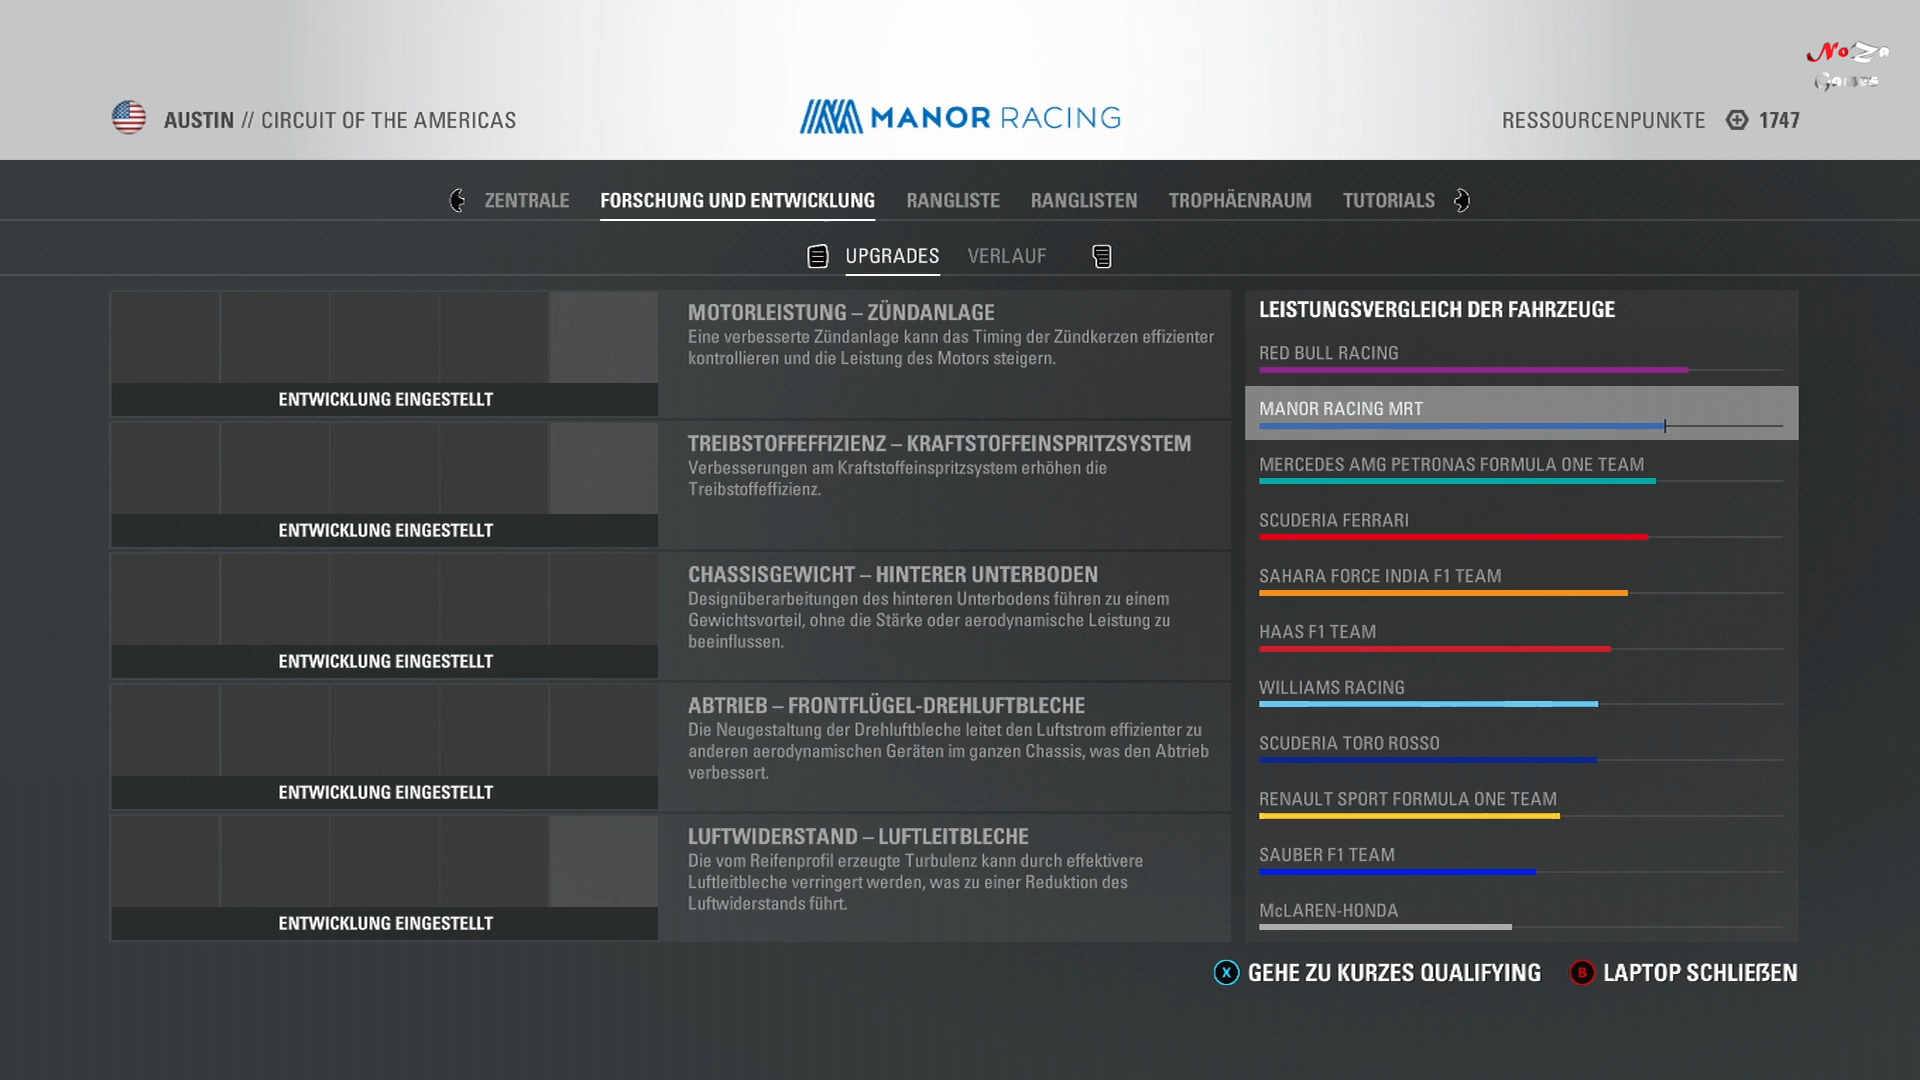 NoZa
Games
AUSTIN // CIRCUIT OF THE AMERICAS
MANOR RACING
RESSOURCENPUNKTE 1747
ZENTRALE FORSCHUNG UND ENTWICKLUNG RANGLISTE RANGLISTEN TROPHÄENRAUM TUTORIALS
UPGRADES VERLAUF
ENTWICKLUNG EINGESTELLT
MOTORLEISTUNG – ZÜNDANLAGE
Eine verbesserte Zündanlage kann das Timing der Zündkerzen effizienter
kontrollieren und die Leistung des Motors steigern.
ENTWICKLUNG EINGESTELLT
TREIBSTOFFEFFIZIENZ – KRAFTSTOFFEINSPRITZSYSTEM
Verbesserungen am Kraftstoffeinspritzsystem erhöhen die
Treibstoffeffizienz.
ENTWICKLUNG EINGESTELLT
CHASSISGEWICHT – HINTERER UNTERBODEN
Designüberarbeitungen des hinteren Unterbodens führen zu einem
Gewichtsvorteil, ohne die Stärke oder aerodynamische Leistung zu
beeinflussen.
ENTWICKLUNG EINGESTELLT
ABTRIEB – FRONTFLÜGEL-DREHLUFTBLECHE
Die Neugestaltung der Drehluftbleche leitet den Luftstrom effizienter zu
anderen aerodynamischen Geräten im ganzen Chassis, was den Abtrieb
verbessert.
ENTWICKLUNG EINGESTELLT
LUFTWIDERSTAND – LUFTLEITBLECHE
Die vom Reifenprofil erzeugte Turbulenz kann durch effektivere
Luftleitbleche verringert werden, was zu einer Reduktion des
Luftwiderstands führt.
LEISTUNGSVERGLEICH DER FAHRZEUGE
RED BULL RACING
MANOR RACING MRT
MERCEDES AMG PETRONAS FORMULA ONE TEAM
SCUDERIA FERRARI
SAHARA FORCE INDIA F1 TEAM
HAAS F1 TEAM
WILLIAMS RACING
SCUDERIA TORO ROSSO
RENAULT SPORT FORMULA ONE TEAM
SAUBER F1 TEAM
McLAREN-HONDA
X GEHE ZU KURZES QUALIFYING B LAPTOP SCHLIEẞEN